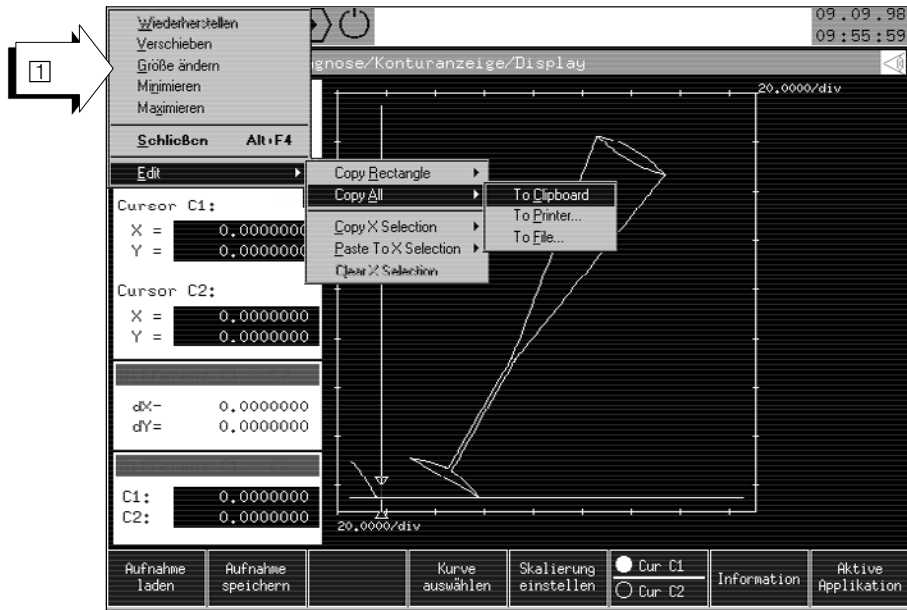 09.09.98
09:55:59
1
Wiederherstellen
Verschieben
Größe ändern
Minimieren
Maximieren
Schließen Alt+F4
Edit
Copy Rectangle
Copy All
Copy X Selection
Paste To X Selection
Clear X Selection
To Clipboard
To Printer...
To File...
gnose/Konturanzeige/Display
20.0000/div
Cursor C1:
X = 0.0000000
Y = 0.0000000
Cursor C2:
X = 0.0000000
Y = 0.0000000
dX= 0.0000000
dY= 0.0000000
C1: 0.0000000
C2: 0.0000000
20.0000/div
Aufnahme
laden
Aufnahme
speichern
Kurve
auswählen
Skalierung
einstellen
Cur C1
Cur C2
Information
Aktive
Applikation